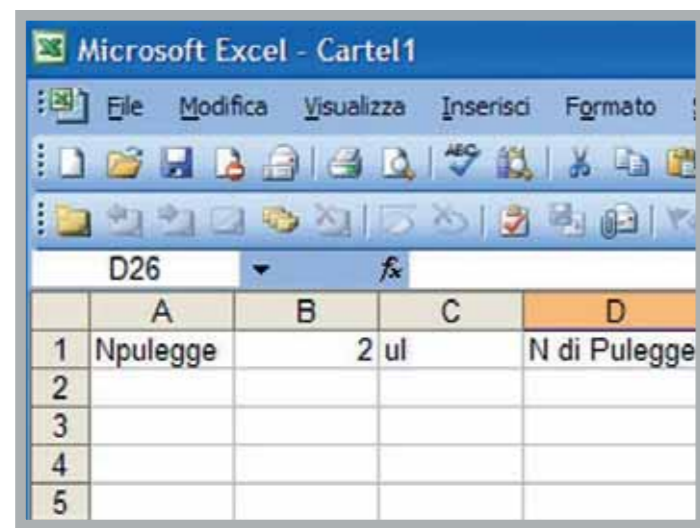 Microsoft Excel - Cartel1
File Modifica Visualizza Inserisci Formato
D26 fx
A B C D
1 Npulegge 2 ul N di Pulegge
2
3
4
5